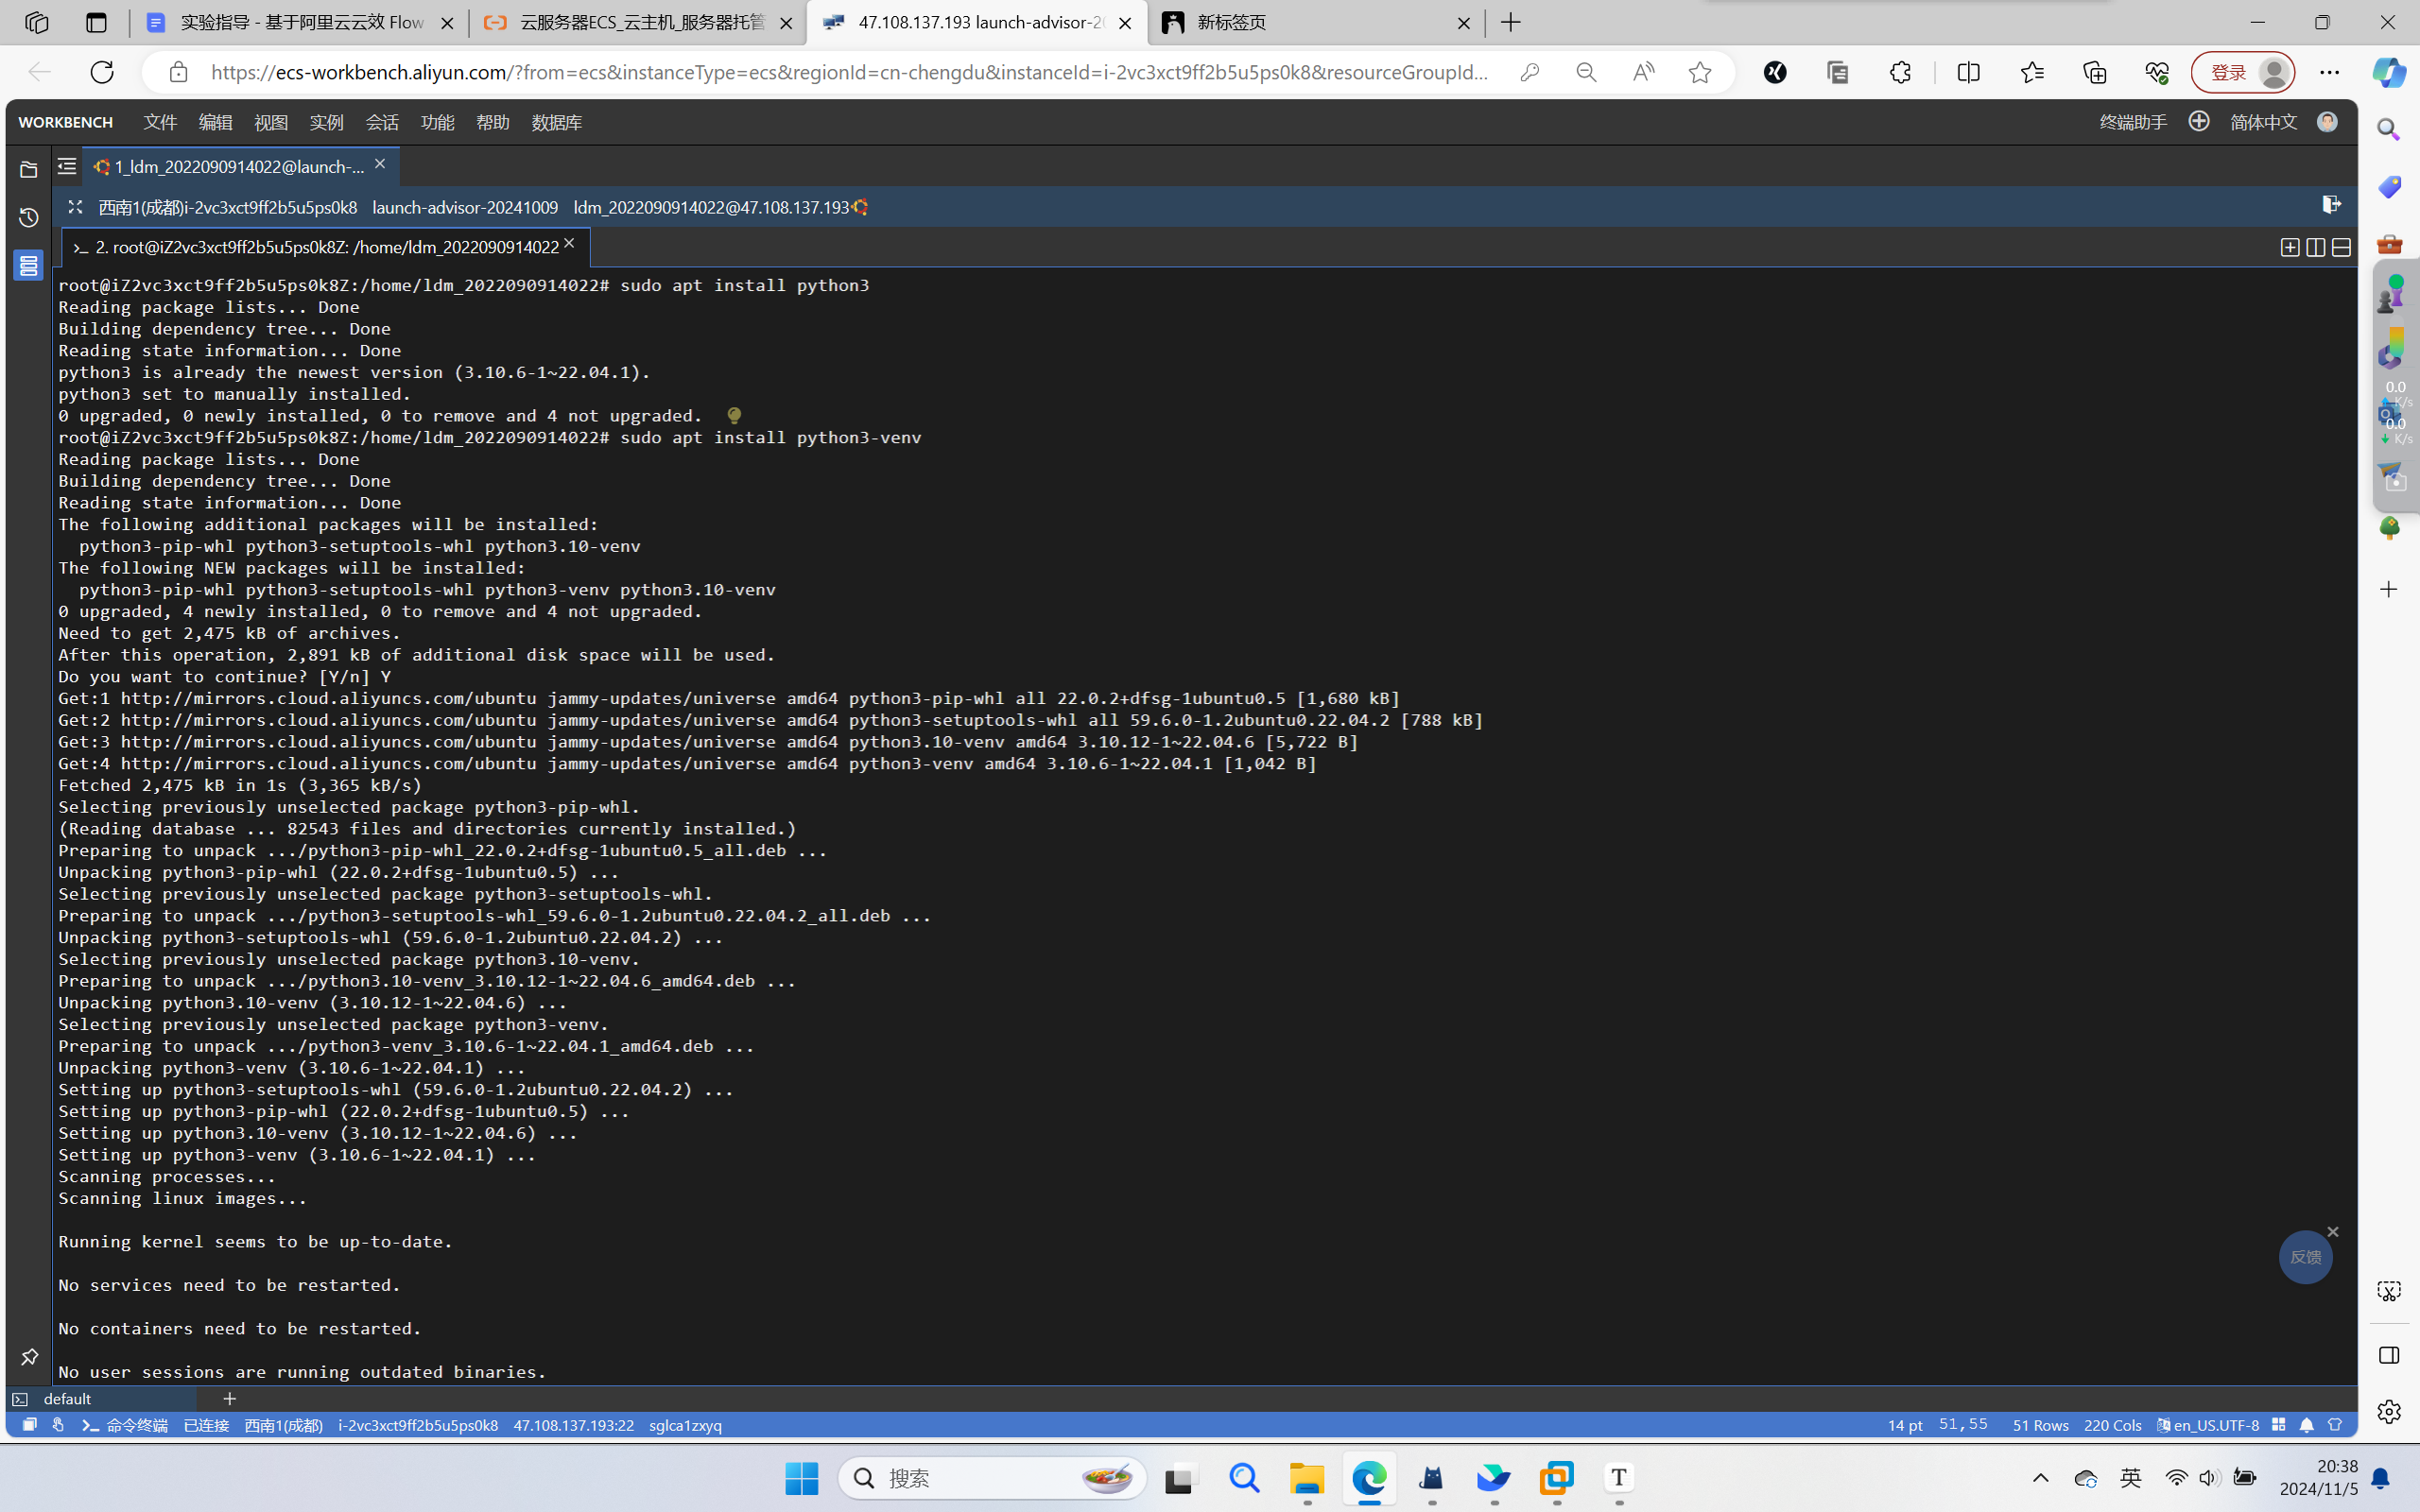 实验指导 - 基于阿里云云效 Flow
云服务器ECS_云主机_服务器托管
47.108.137.193 launch-advisor-20
新标签页
https://ecs-workbench.aliyun.com/?from=ecs&instanceType=ecs&regionId=cn-chengdu&instanceId=i-2vc3xct9ff2b5u5ps0k8&resourceGroupId...
登录
WORKBENCH 文件 编辑 视图 实例 会话 功能 帮助 数据库
终端助手 简体中文
1_ldm_2022090914022@launch-...
西南1(成都)i-2vc3xct9ff2b5u5ps0k8 launch-advisor-20241009 ldm_2022090914022@47.108.137.193
2. root@iZ2vc3xct9ff2b5u5ps0k8Z: /home/ldm_2022090914022
root@iZ2vc3xct9ff2b5u5ps0k8Z:/home/ldm_2022090914022# sudo apt install python3
Reading package lists... Done
Building dependency tree... Done
Reading state information... Done
python3 is already the newest version (3.10.6-1~22.04.1).
python3 set to manually installed.
0 upgraded, 0 newly installed, 0 to remove and 4 not upgraded.
root@iZ2vc3xct9ff2b5u5ps0k8Z:/home/ldm_2022090914022# sudo apt install python3-venv
Reading package lists... Done
Building dependency tree... Done
Reading state information... Done
The following additional packages will be installed:
  python3-pip-whl python3-setuptools-whl python3.10-venv
The following NEW packages will be installed:
  python3-pip-whl python3-setuptools-whl python3-venv python3.10-venv
0 upgraded, 4 newly installed, 0 to remove and 4 not upgraded.
Need to get 2,475 kB of archives.
After this operation, 2,891 kB of additional disk space will be used.
Do you want to continue? [Y/n] Y
Get:1 http://mirrors.cloud.aliyuncs.com/ubuntu jammy-updates/universe amd64 python3-pip-whl all 22.0.2+dfsg-1ubuntu0.5 [1,680 kB]
Get:2 http://mirrors.cloud.aliyuncs.com/ubuntu jammy-updates/universe amd64 python3-setuptools-whl all 59.6.0-1.2ubuntu0.22.04.2 [788 kB]
Get:3 http://mirrors.cloud.aliyuncs.com/ubuntu jammy-updates/universe amd64 python3.10-venv amd64 3.10.12-1~22.04.6 [5,722 B]
Get:4 http://mirrors.cloud.aliyuncs.com/ubuntu jammy-updates/universe amd64 python3-venv amd64 3.10.6-1~22.04.1 [1,042 B]
Fetched 2,475 kB in 1s (3,365 kB/s)
Selecting previously unselected package python3-pip-whl.
(Reading database ... 82543 files and directories currently installed.)
Preparing to unpack .../python3-pip-whl_22.0.2+dfsg-1ubuntu0.5_all.deb ...
Unpacking python3-pip-whl (22.0.2+dfsg-1ubuntu0.5) ...
Selecting previously unselected package python3-setuptools-whl.
Preparing to unpack .../python3-setuptools-whl_59.6.0-1.2ubuntu0.22.04.2_all.deb ...
Unpacking python3-setuptools-whl (59.6.0-1.2ubuntu0.22.04.2) ...
Selecting previously unselected package python3.10-venv.
Preparing to unpack .../python3.10-venv_3.10.12-1~22.04.6_amd64.deb ...
Unpacking python3.10-venv (3.10.12-1~22.04.6) ...
Selecting previously unselected package python3-venv.
Preparing to unpack .../python3-venv_3.10.6-1~22.04.1_amd64.deb ...
Unpacking python3-venv (3.10.6-1~22.04.1) ...
Setting up python3-setuptools-whl (59.6.0-1.2ubuntu0.22.04.2) ...
Setting up python3-pip-whl (22.0.2+dfsg-1ubuntu0.5) ...
Setting up python3.10-venv (3.10.12-1~22.04.6) ...
Setting up python3-venv (3.10.6-1~22.04.1) ...
Scanning processes...
Scanning linux images...
Running kernel seems to be up-to-date.
No services need to be restarted.
No containers need to be restarted.
No user sessions are running outdated binaries.
反馈
0.0
K/s
0.0
K/s
default
命令终端 已连接 西南1(成都) i-2vc3xct9ff2b5u5ps0k8 47.108.137.193:22 sglca1zxyq
14 pt 51,55 51 Rows 220 Cols en_US.UTF-8
搜索
英
20:38
2024/11/5